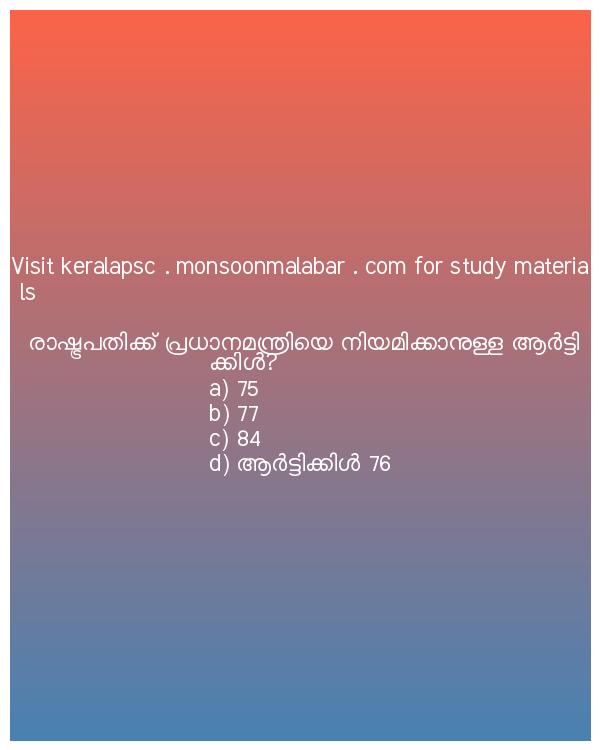 Visit keralapsc . monsoonmalabar . com for study materia
ls
രാഷ്ട്രപതിക്ക് പ്രധാനമന്ത്രിയെ നിയമിക്കാനുള്ള ആർട്ടി
ക്കിൾ?
a) 75
b) 77
c) 84
d) ആർട്ടിക്കിൾ 76